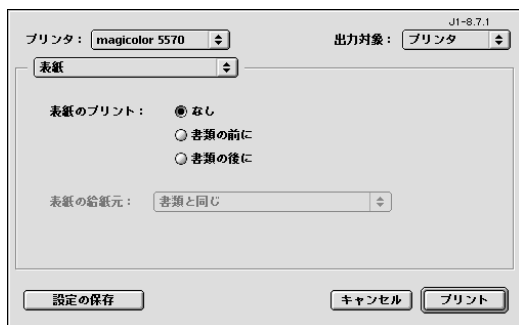 J1-8.7.1
プリンタ： magicolor 5570 出力対象： プリンタ
表紙
表紙のプリント： なし
書類の前に
書類の後に
表紙の給紙元： 書類と同じ
設定の保存 キャンセル プリント